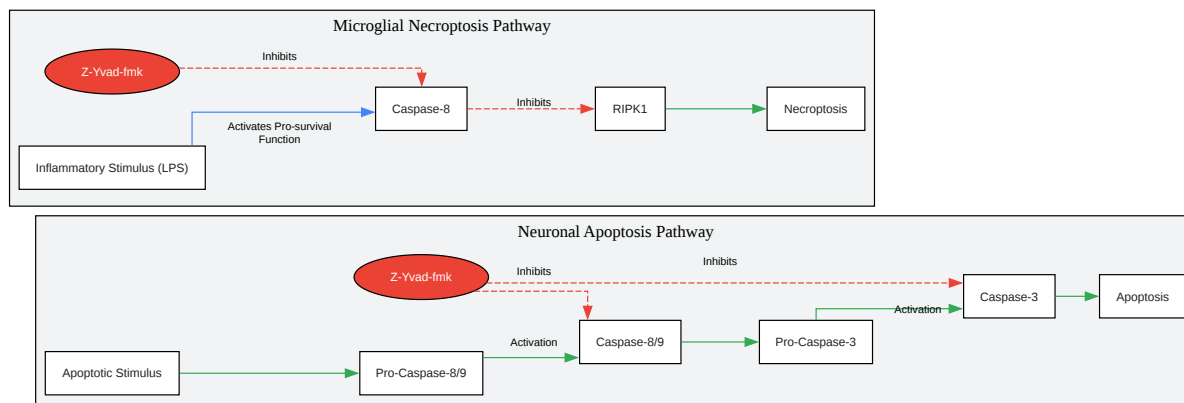 Microglial Necroptosis Pathway
Z-Yvad-fmk
Inhibits
Caspase-8
Inhibits
RIPK1
Necroptosis
Activates Pro-survival
Function
Inflammatory Stimulus (LPS)
Neuronal Apoptosis Pathway
Z-Yvad-fmk
Inhibits
Inhibits
Caspase-3
Apoptosis
Activation
Caspase-8/9
Pro-Caspase-3
Activation
Apoptotic Stimulus
Pro-Caspase-8/9